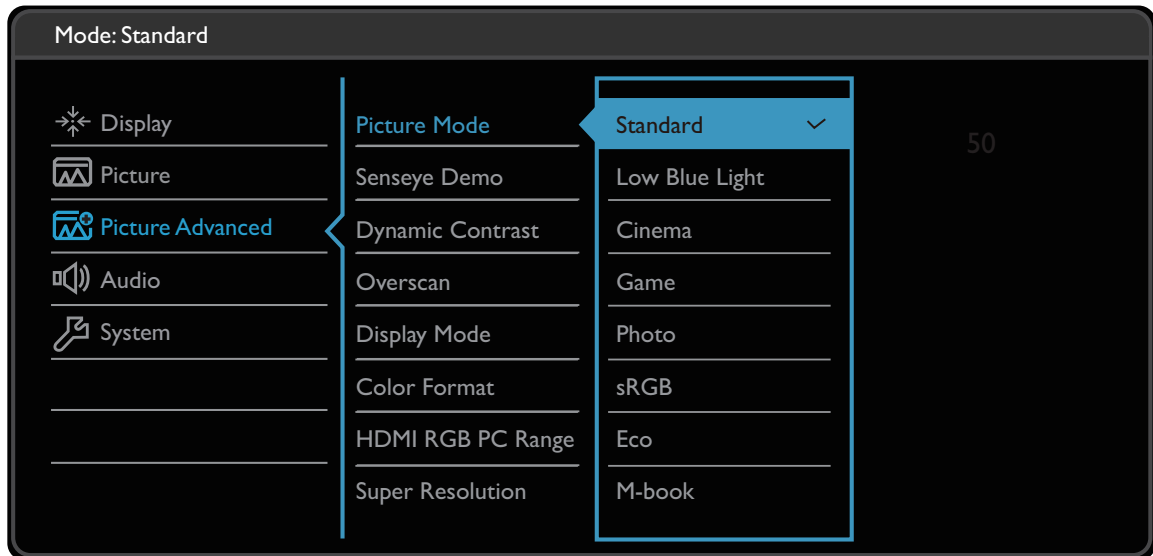 Mode: Standard
Display
Picture
Picture Advanced
Audio
System
Picture Mode
Senseye Demo
Dynamic Contrast
Overscan
Display Mode
Color Format
HDMI RGB PC Range
Super Resolution
Standard
Low Blue Light
Cinema
Game
Photo
sRGB
Eco
M-book
50